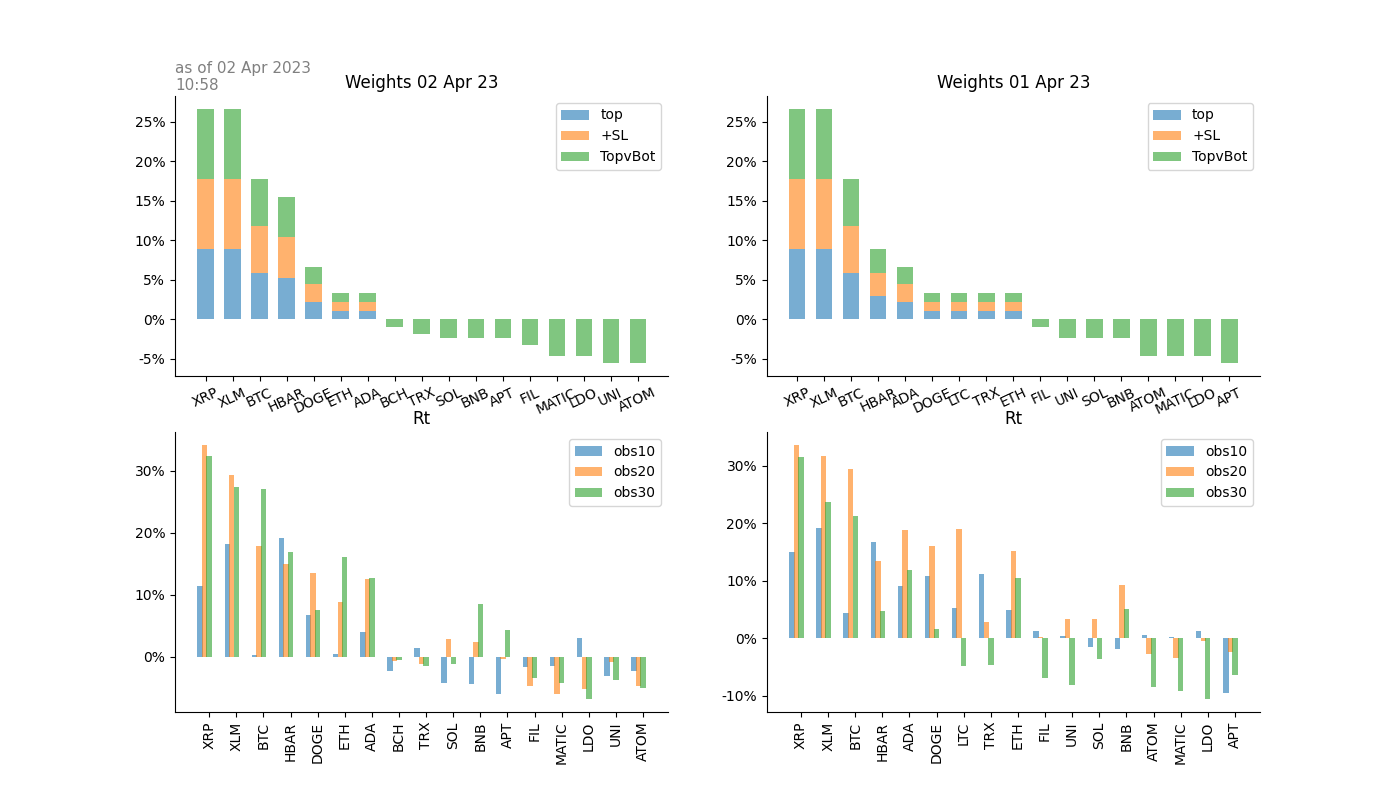 as of 02 Apr 2023
10:58
Weights 02 Apr 23
25%
20%
15%
10%
5%
0%
-5%
top
+SL
TopvBot
XRP XLM BTC HBAR DOGE ETH ADA BCH TRX SOL BNB APT FIL MATIC LDO UNI ATOM
Weights 01 Apr 23
25%
20%
15%
10%
5%
0%
-5%
top
+SL
TopvBot
XRP XLM BTC HBAR ADA DOGE LTC TRX ETH FIL UNI SOL BNB ATOM MATIC LDO APT
Rt
30%
20%
10%
0%
obs10
obs20
obs30
XRP XLM BTC HBAR DOGE ETH ADA BCH TRX SOL BNB APT FIL MATIC LDO UNI ATOM
Rt
30%
20%
10%
0%
-10%
obs10
obs20
obs30
XRP XLM BTC HBAR ADA DOGE LTC TRX ETH FIL UNI SOL BNB ATOM MATIC LDO APT